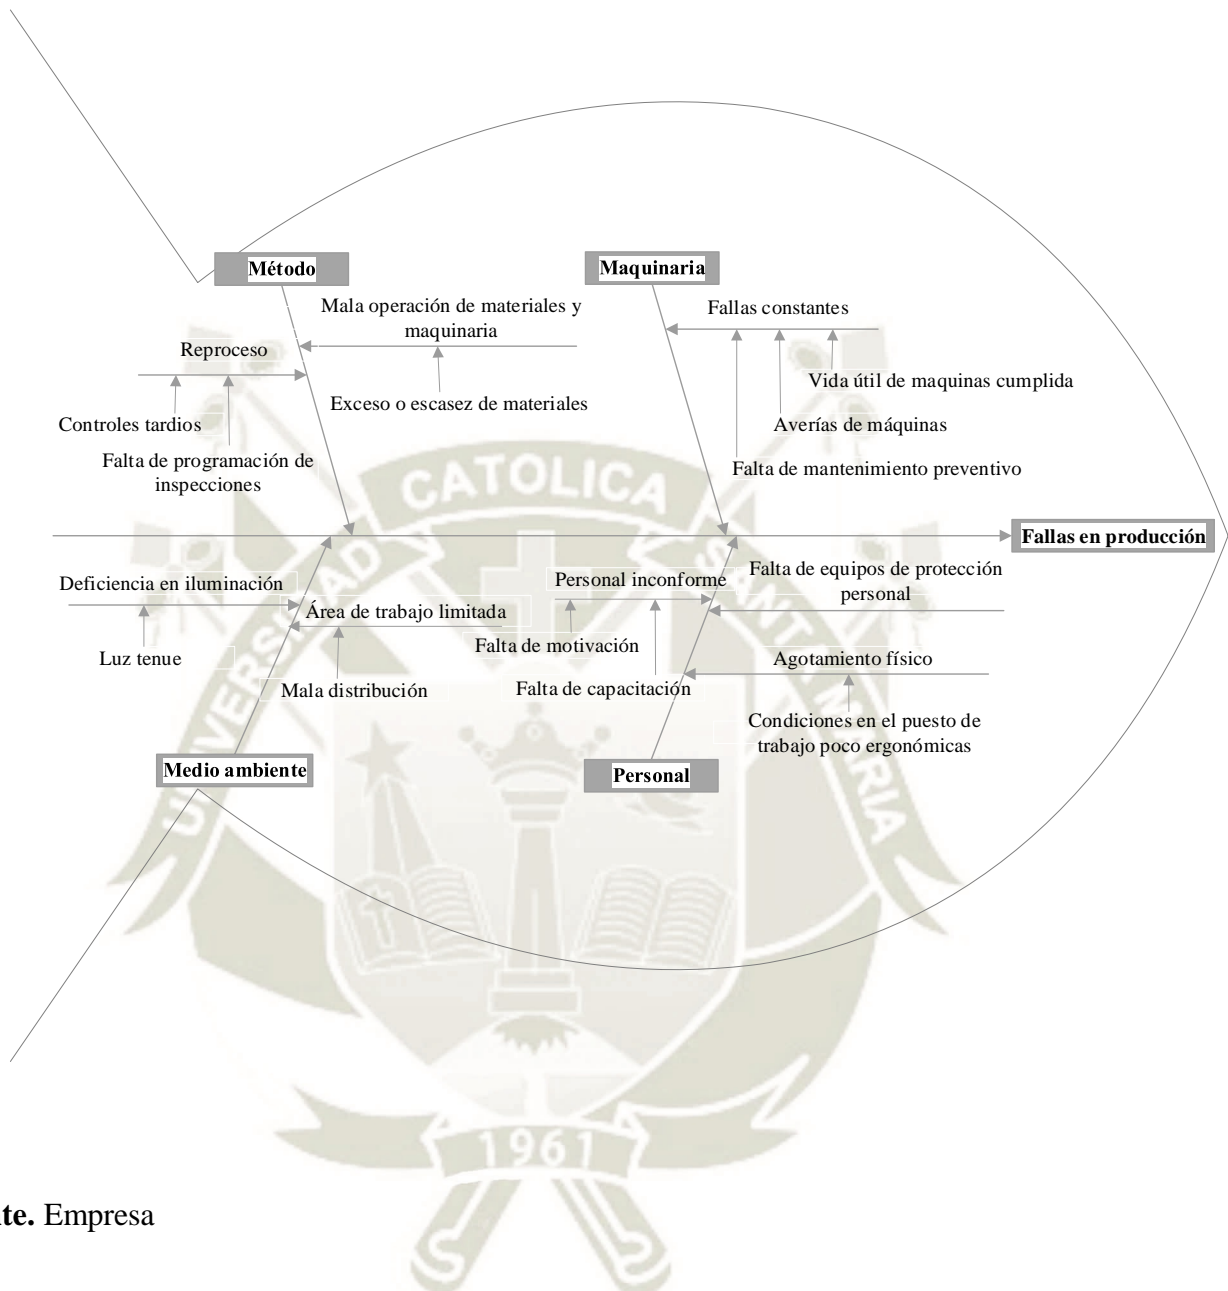 Método
Maquinaria
Mala operación de materiales y
maquinaria
Fallas constantes
Reproceso
Vida útil de maquinas cumplida
Exceso o escasez de materiales
Controles tardios
Averías de máquinas
Falta de programación de
inspecciones
Falta de mantenimiento preventivo
Fallas en producción
Deficiencia en iluminación
Personal inconforme
Falta de equipos de protección
personal
Área de trabajo limitada
Luz tenue
Falta de motivación
Agotamiento físico
Mala distribución
Falta de capacitación
Condiciones en el puesto de
trabajo poco ergonómicas
Medio ambiente
Personal
UNIVERSIDAD CATOLICA SANTA MARIA
1961
te. Empresa